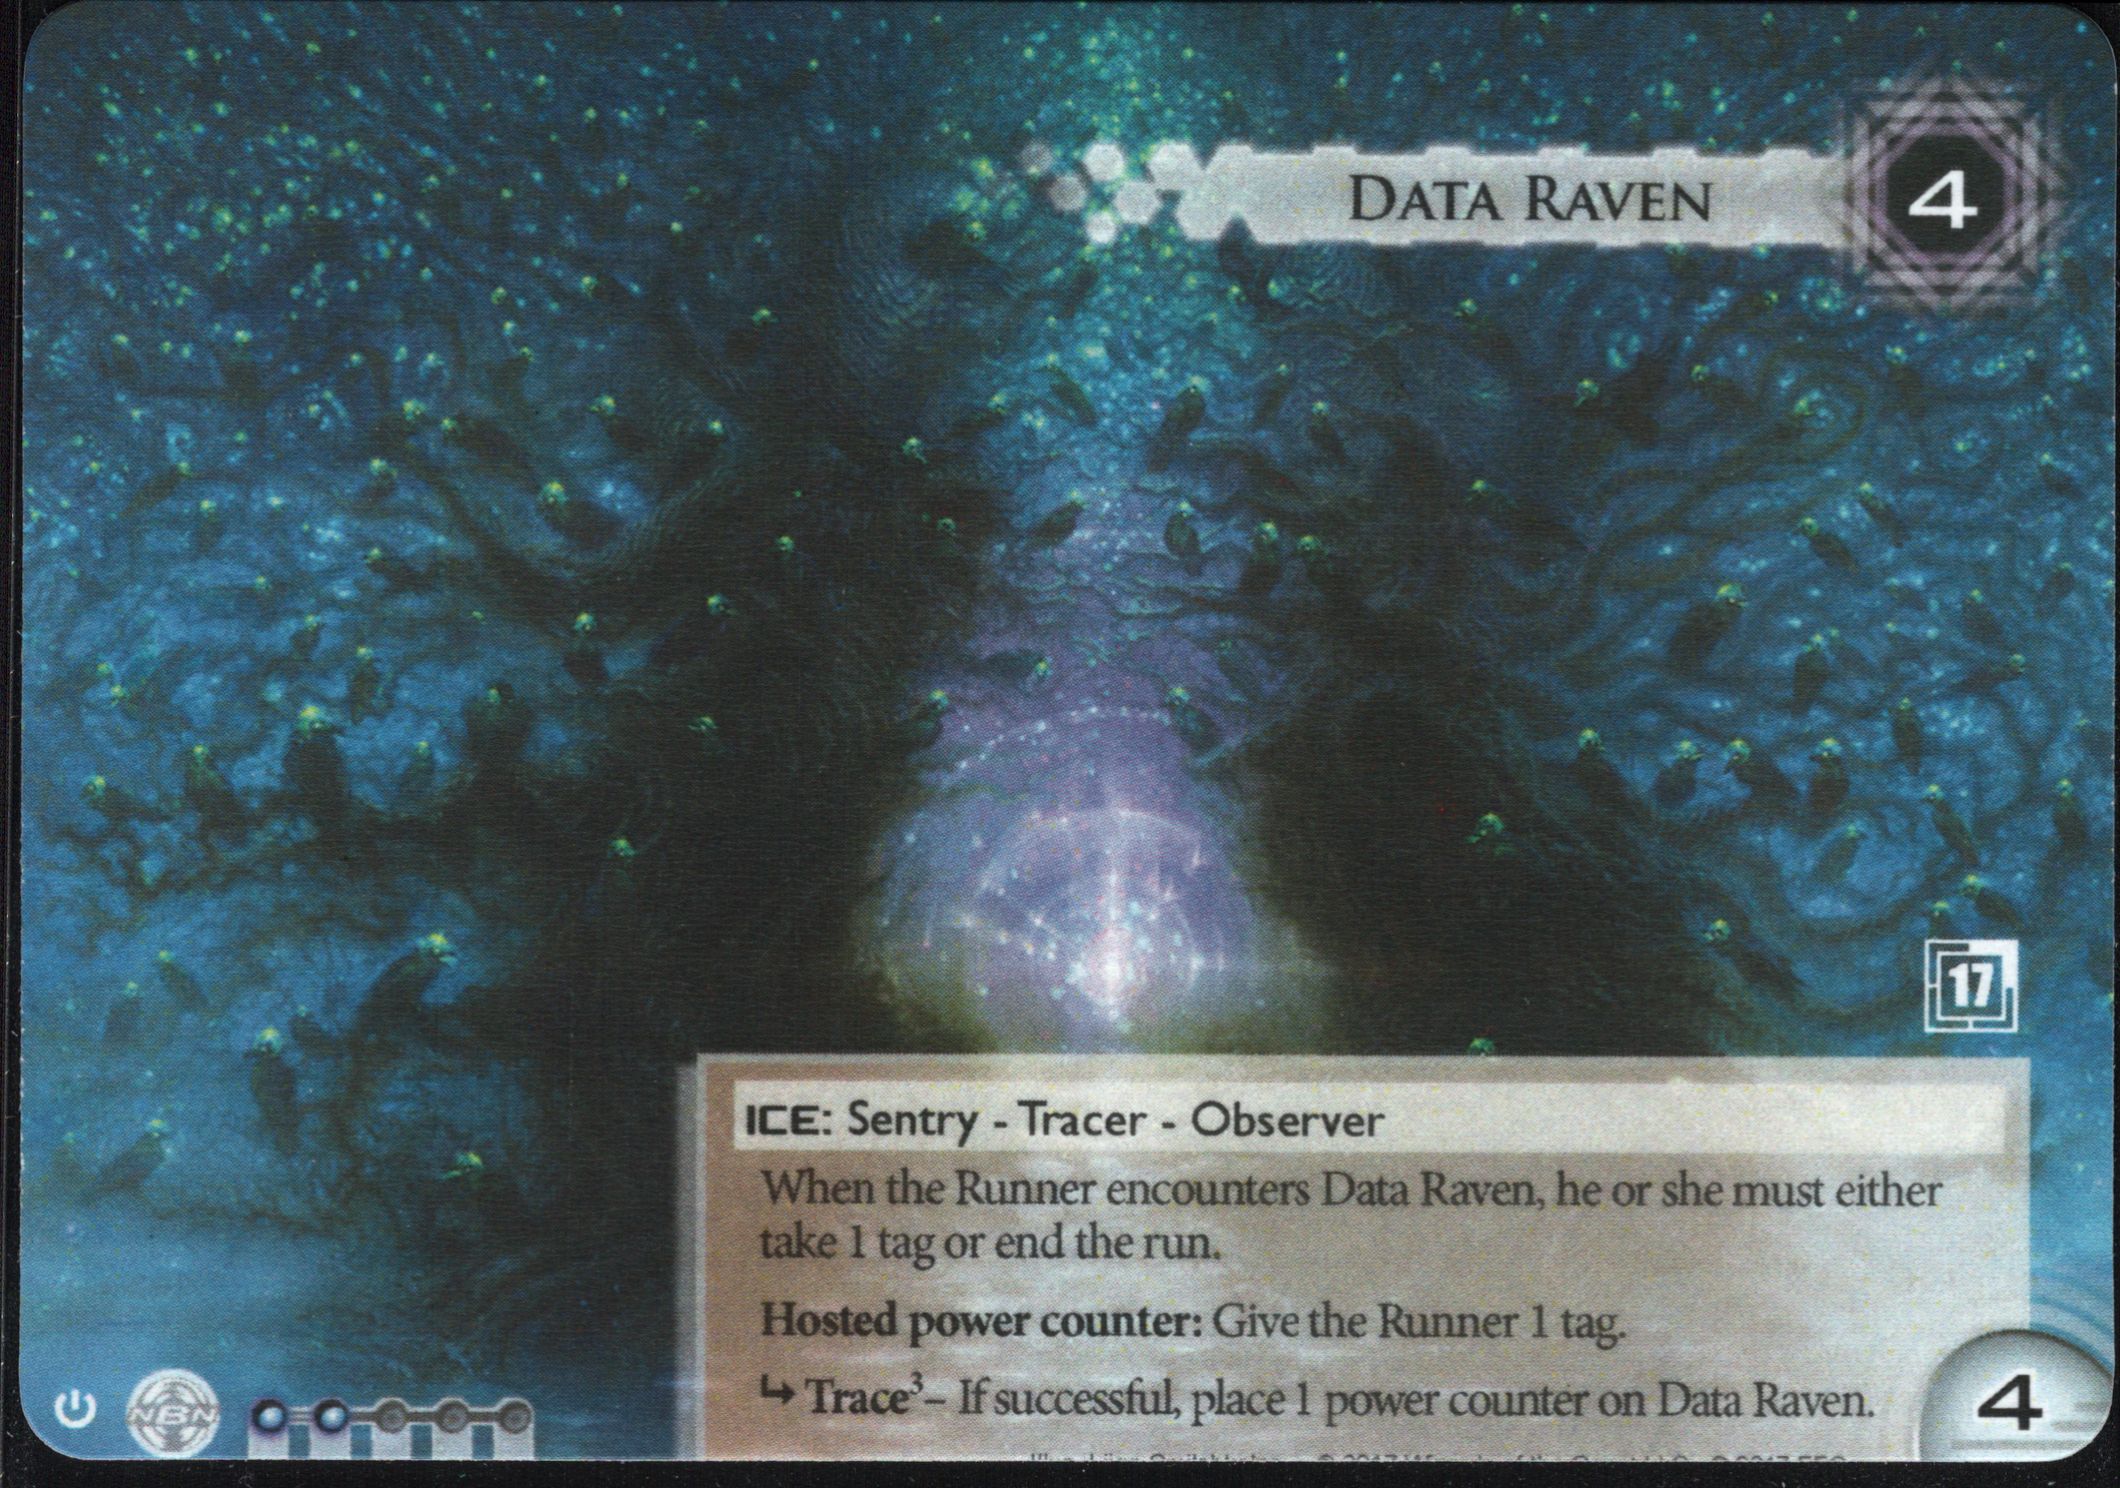 DATA RAVEN
4
17
ICE: Sentry - Tracer - Observer
When the Runner encounters Data Raven, he or she must either
take 1 tag or end the run.
Hosted power counter: Give the Runner 1 tag.
↳ Trace³– If successful, place 1 power counter on Data Raven.
NBN
4